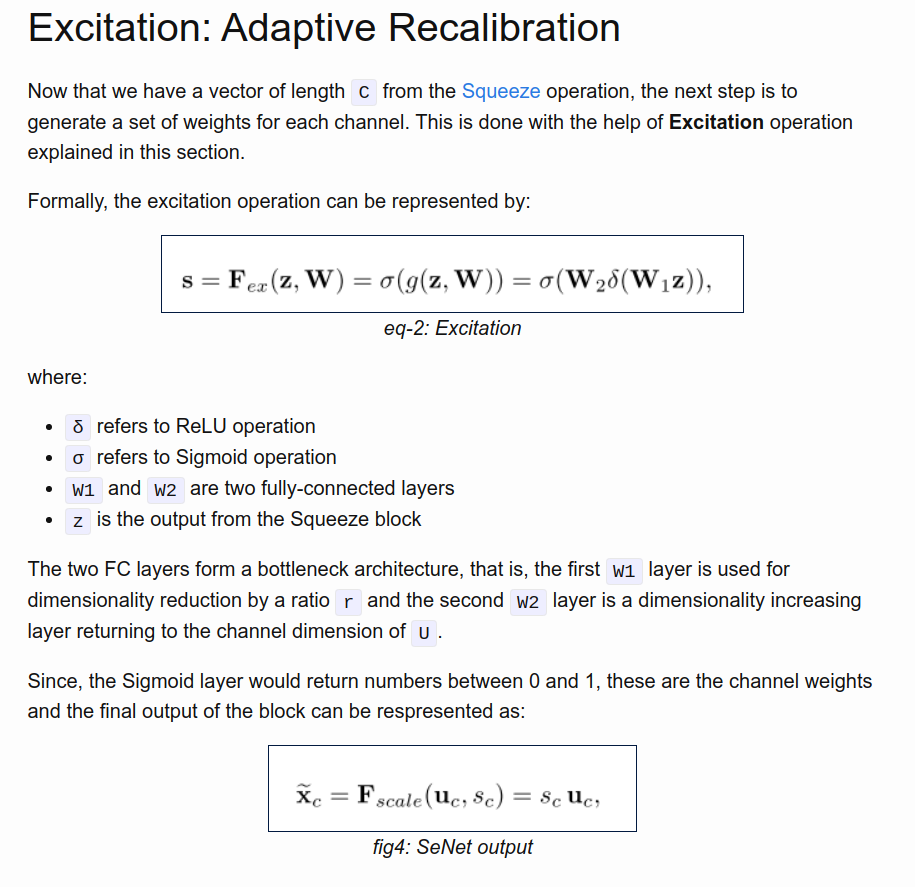 Excitation: Adaptive Recalibration
Now that we have a vector of length C from the Squeeze operation, the next step is to
generate a set of weights for each channel. This is done with the help of Excitation operation
explained in this section.
Formally, the excitation operation can be represented by:
s = F_ex(z, W) = σ(g(z, W)) = σ(W₂δ(W₁z)),
eq-2: Excitation
where:
• δ refers to ReLU operation
• σ refers to Sigmoid operation
• W1 and W2 are two fully-connected layers
• z is the output from the Squeeze block
The two FC layers form a bottleneck architecture, that is, the first W1 layer is used for
dimensionality reduction by a ratio r and the second W2 layer is a dimensionality increasing
layer returning to the channel dimension of U.
Since, the Sigmoid layer would return numbers between 0 and 1, these are the channel weights
and the final output of the block can be respresented as:
x̃_c = F_scale(u_c, s_c) = s_c u_c,
fig4: SeNet output